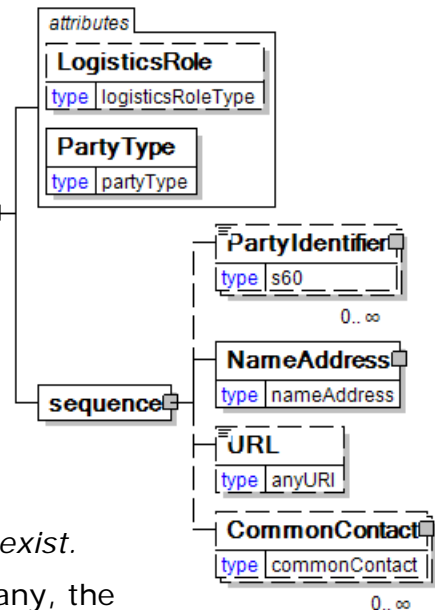 attributes
LogisticsRole
type logisticsRoleType
PartyType
type partyType
PartyIdentifier
type s60
0.. ∞
NameAddress
type nameAddress
sequence
URL
type anyURI
CommonContact
type commonContact
0.. ∞
exist.
any, the